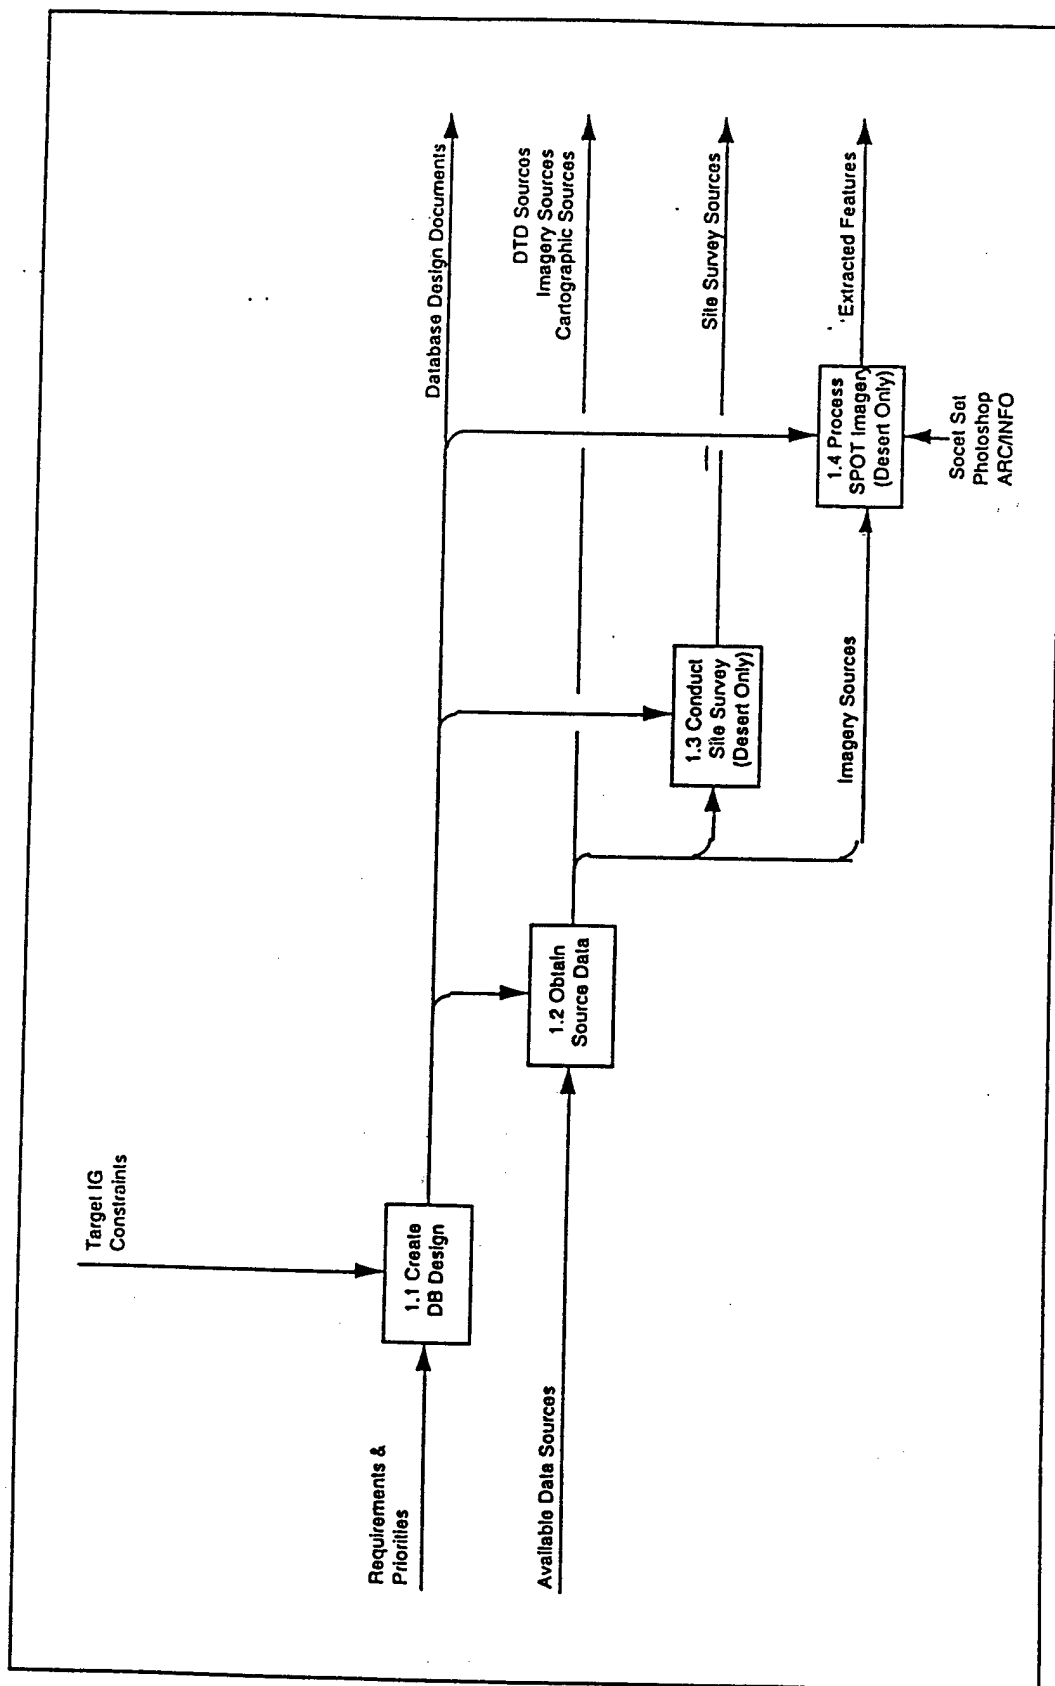 Target IG
Constraints
Requirements &
Priorities
1.1 Create
DB Design
Database Design Documents
Available Data Sources
1.2 Obtain
Source Data
DTD Sources
Imagery Sources
Cartographic Sources
1.3 Conduct
Site Survey
(Desert Only)
Site Survey Sources
Imagery Sources
1.4 Process
SPOT Imagery
(Desert Only)
Extracted Features
Socet Set
Photoshop
ARC/INFO